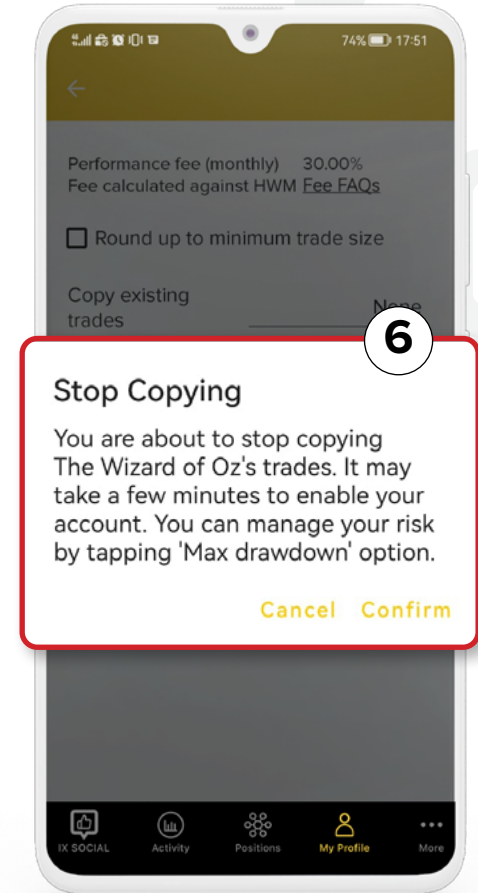 74% 17:51
Performance fee (monthly) 30.00%
Fee calculated against HWM Fee FAQs
Round up to minimum trade size
Copy existing
trades None
6
Stop Copying
You are about to stop copying
The Wizard of Oz's trades. It may
take a few minutes to enable your
account. You can manage your risk
by tapping 'Max drawdown' option.
Cancel Confirm
IX SOCIAL Activity Positions My Profile More